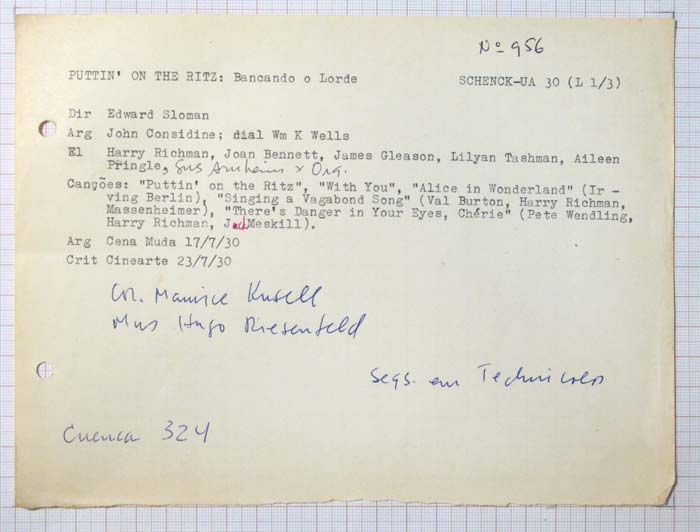 Nº 956
PUTTIN' ON THE RITZ: Bancando o Lorde SCHENCK-UA 30 (L 1/3)
Dir Edward Sloman
Arg John Considine; dial Wm K Wells
El Harry Richman, Joan Bennett, James Gleason, Lilyan Tashman, Aileen
Pringle, Gus Arnheim x Orq.
Canções: "Puttin' on the Ritz", "With You", "Alice in Wonderland" (Ir -
ving Berlin), "Singing a Vagabond Song" (Val Burton, Harry Richman,
Massenheimer), "There's Danger in Your Eyes, Chérie" (Pete Wendling,
Harry Richman, Jack Meskill).
Arg Cena Muda 17/7/30
Crit Cinearte 23/7/30
Cor. Maurice Kusell
Mus Hugo Riesenfeld
Segs. em Technicolor
Cuenca 324